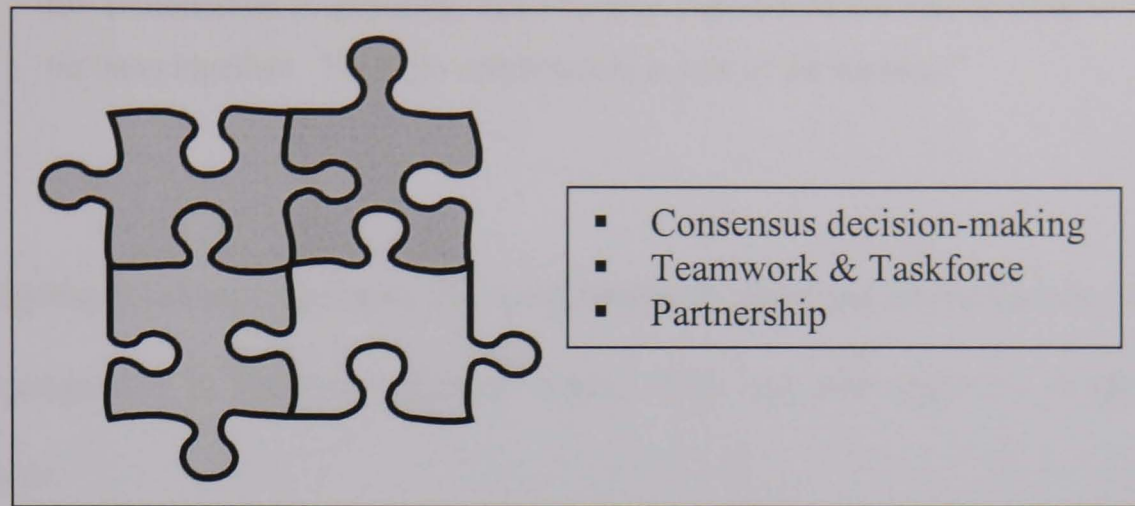 ▪ Consensus decision-making
▪ Teamwork & Taskforce
▪ Partnership